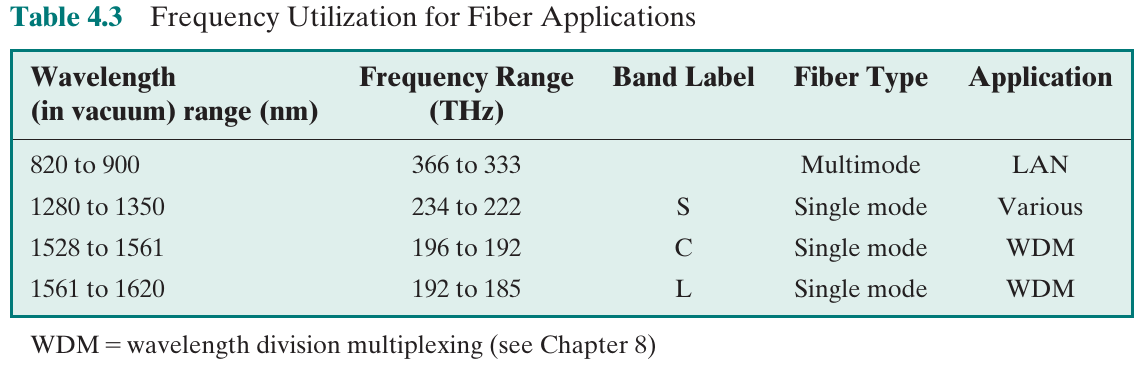 Table 4.3 Frequency Utilization for Fiber Applications
Wavelength (in vacuum) range (nm) Frequency Range (THz) Band Label Fiber Type Application
820 to 900 366 to 333 Multimode LAN
1280 to 1350 234 to 222 S Single mode Various
1528 to 1561 196 to 192 C Single mode WDM
1561 to 1620 192 to 185 L Single mode WDM
WDM = wavelength division multiplexing (see Chapter 8)